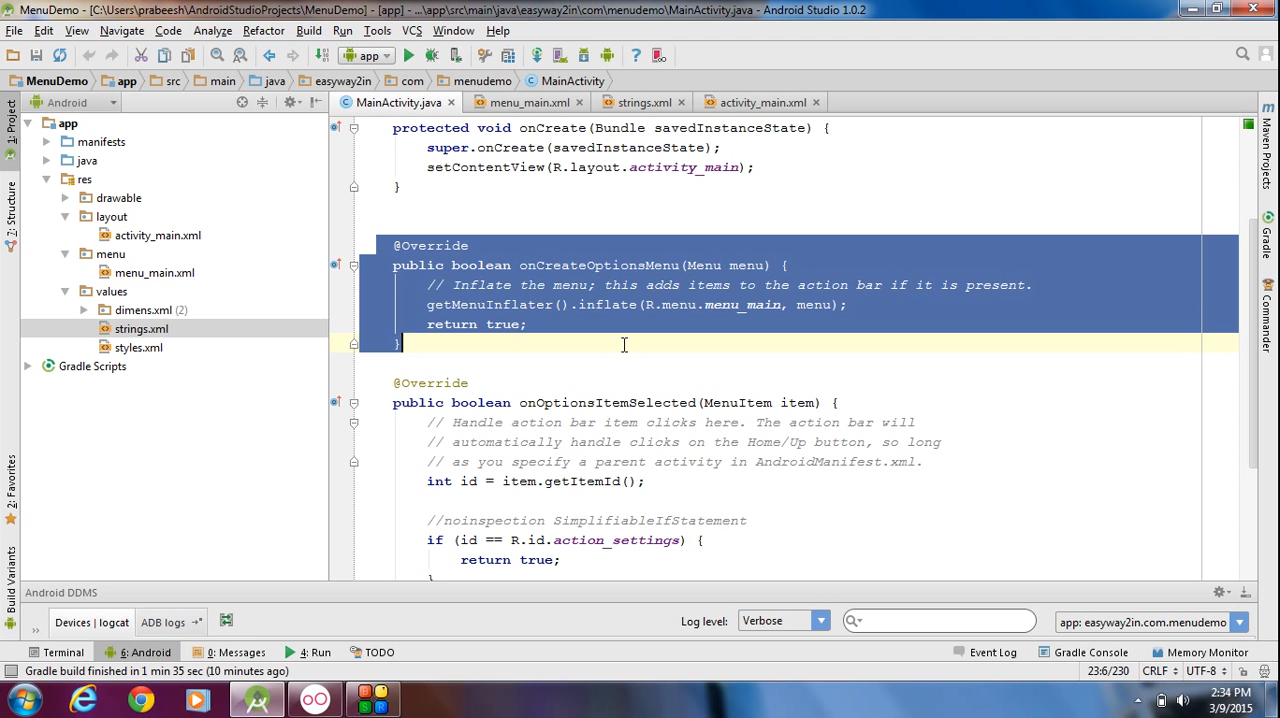 MenuDemo - [C:\Users\prabeesh\AndroidStudioProjects\MenuDemo] - [app] - ...\app\src\main\java\easyway2in\com\menudemo\MainActivity.java - Android Studio 1.0.2
File Edit View Navigate Code Analyze Refactor Build Run Tools VCS Window Help
app
MenuDemo app src main java easyway2in com menudemo MainActivity
Android
MainActivity.java menu_main.xml strings.xml activity_main.xml
1: Project
7: Structure
2: Favorites
Build Variants
app
manifests
java
res
drawable
layout
activity_main.xml
menu
menu_main.xml
values
dimens.xml (2)
strings.xml
styles.xml
Gradle Scripts
protected void onCreate(Bundle savedInstanceState) {
super.onCreate(savedInstanceState);
setContentView(R.layout.activity_main);
}
@Override
public boolean onCreateOptionsMenu(Menu menu) {
// Inflate the menu; this adds items to the action bar if it is present.
getMenuInflater().inflate(R.menu.menu_main, menu);
return true;
}
@Override
public boolean onOptionsItemSelected(MenuItem item) {
// Handle action bar item clicks here. The action bar will
// automatically handle clicks on the Home/Up button, so long
// as you specify a parent activity in AndroidManifest.xml.
int id = item.getItemId();
//noinspection SimplifiableIfStatement
if (id == R.id.action_settings) {
return true;
}
Maven Projects
Gradle
Android Model
Android DDMS
Devices | logcat ADB logs Log level: Verbose app: easyway2in.com.menudemo
Terminal 6: Android 0: Messages 4: Run TODO Event Log Gradle Console Memory Monitor
Gradle build finished in 1 min 35 sec (10 minutes ago) 23:6/230 CRLF UTF-8
2:34 PM
3/9/2015